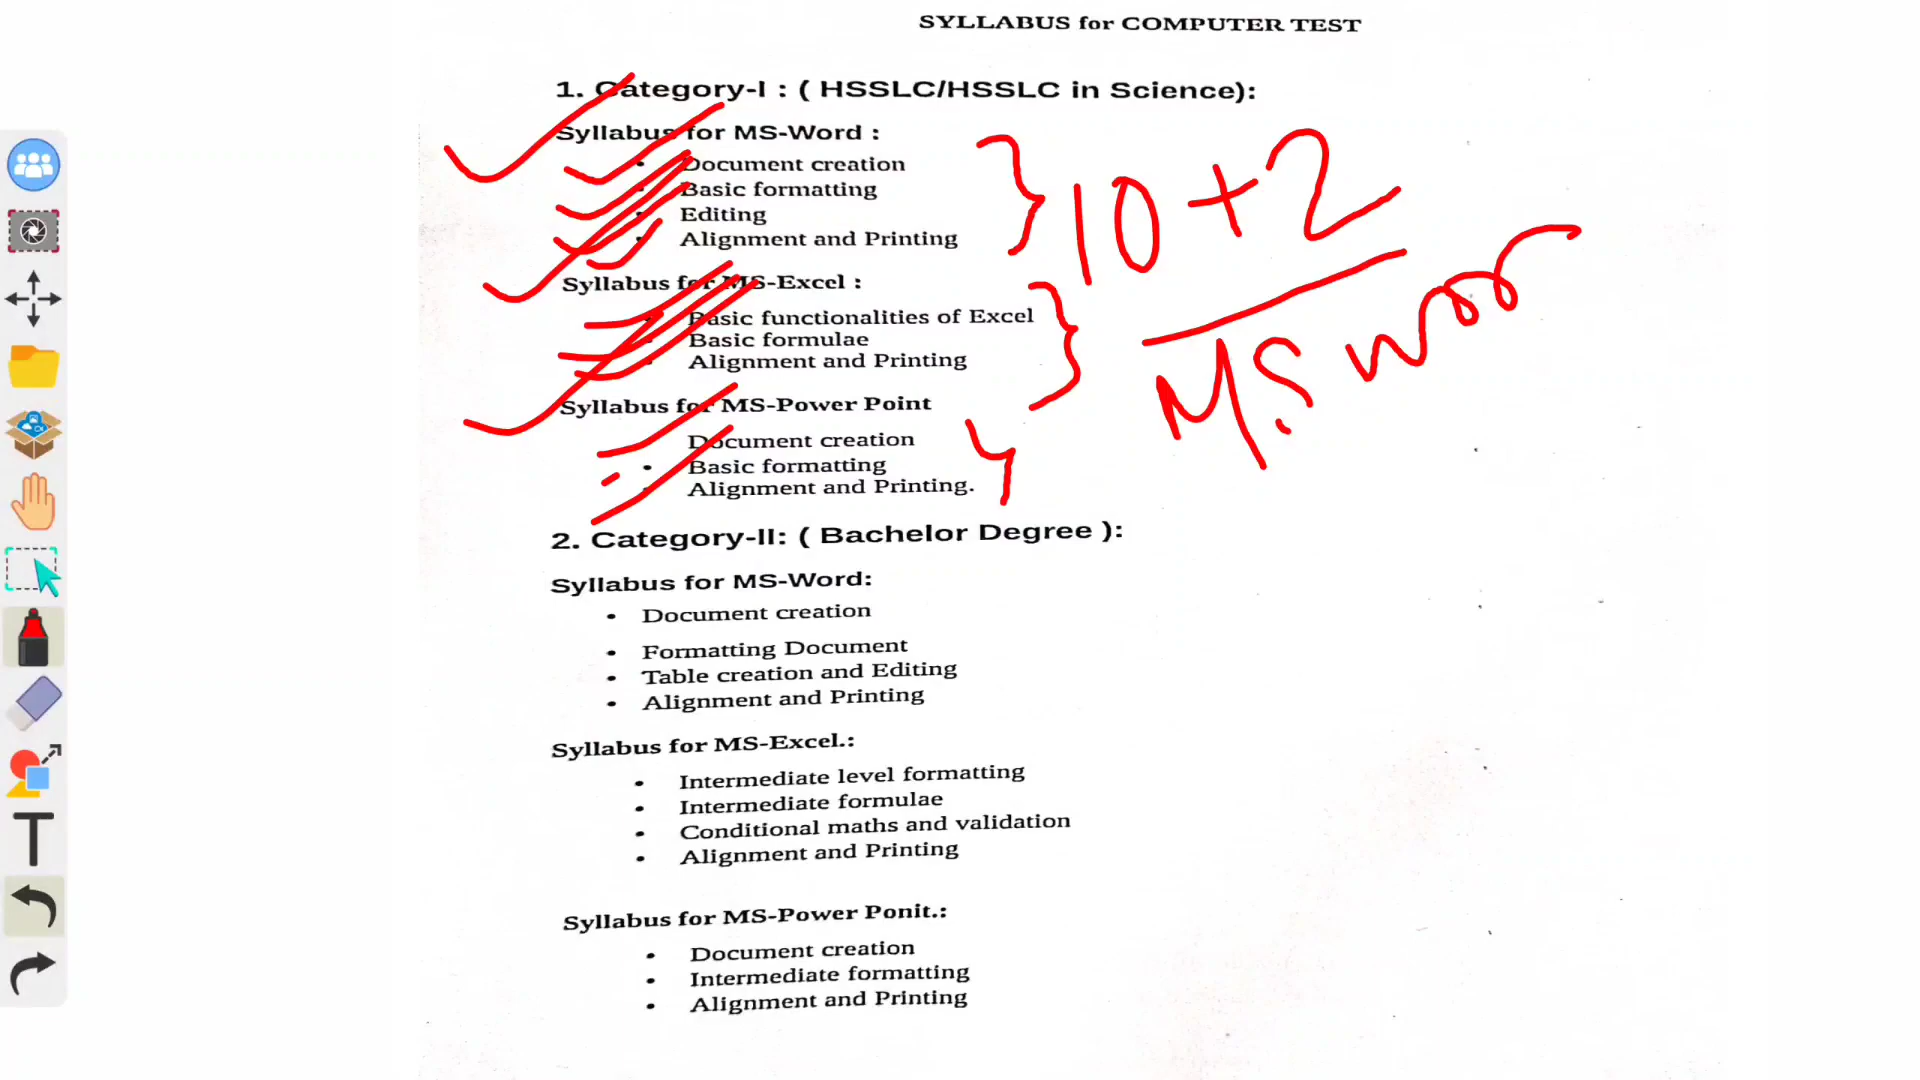 SYLLABUS for COMPUTER TEST
1. Category-I : ( HSSLC/HSSLC in Science):
Syllabus for MS-Word :
• Document creation
• Basic formatting
• Editing
• Alignment and Printing
10+2
Syllabus for MS-Excel :
• Basic functionalities of Excel
• Basic formulae
• Alignment and Printing
M.S wor
Syllabus for MS-Power Point
Document creation
• Basic formatting
• Alignment and Printing.
2. Category-II: ( Bachelor Degree ):
Syllabus for MS-Word:
• Document creation
• Formatting Document
• Table creation and Editing
• Alignment and Printing
Syllabus for MS-Excel.:
• Intermediate level formatting
• Intermediate formulae
• Conditional maths and validation
• Alignment and Printing
Syllabus for MS-Power Ponit.:
• Document creation
• Intermediate formatting
• Alignment and Printing
T